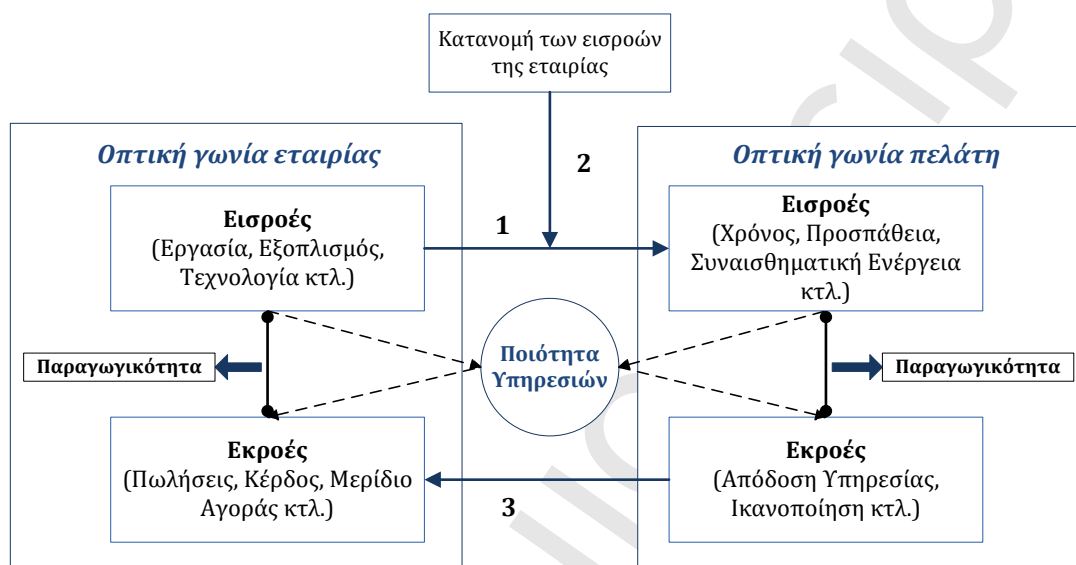 Κατανομή των εισροών
της εταιρίας
Οπτική γωνία εταιρίας
Οπτική γωνία πελάτη
2
Εισροές
(Εργασία, Εξοπλισμός,
Τεχνολογία κτλ.)
1
Εισροές
(Χρόνος, Προσπάθεια,
Συναισθηματική Ενέργεια
κτλ.)
Παραγωγικότητα
Ποιότητα
Υπηρεσιών
Παραγωγικότητα
Εκροές
(Πωλήσεις, Κέρδος, Μερίδιο
Αγοράς κτλ.)
3
Εκροές
(Απόδοση Υπηρεσίας,
Ικανοποίηση κτλ.)